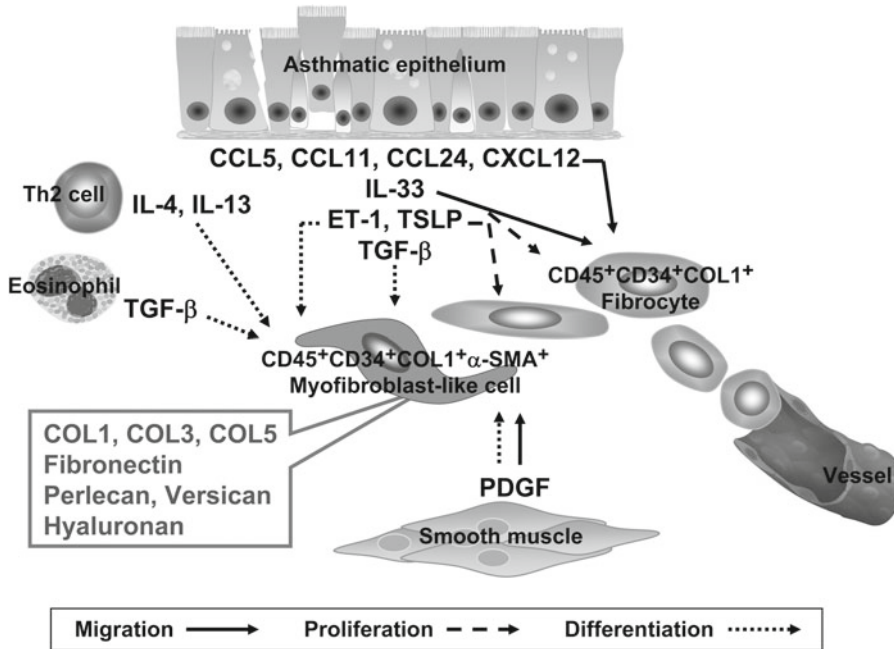 Asthmatic epithelium
CCL5, CCL11, CCL24, CXCL12
IL-33
ET-1, TSLP
TGF-β
Th2 cell
IL-4, IL-13
Eosinophil
TGF-β
CD45⁺CD34⁺COL1⁺
Fibrocyte
CD45⁺CD34⁺COL1⁺α-SMA⁺
Myofibroblast-like cell
COL1, COL3, COL5
Fibronectin
Perlecan, Versican
Hyaluronan
PDGF
Smooth muscle
Vessel
Migration Proliferation Differentiation